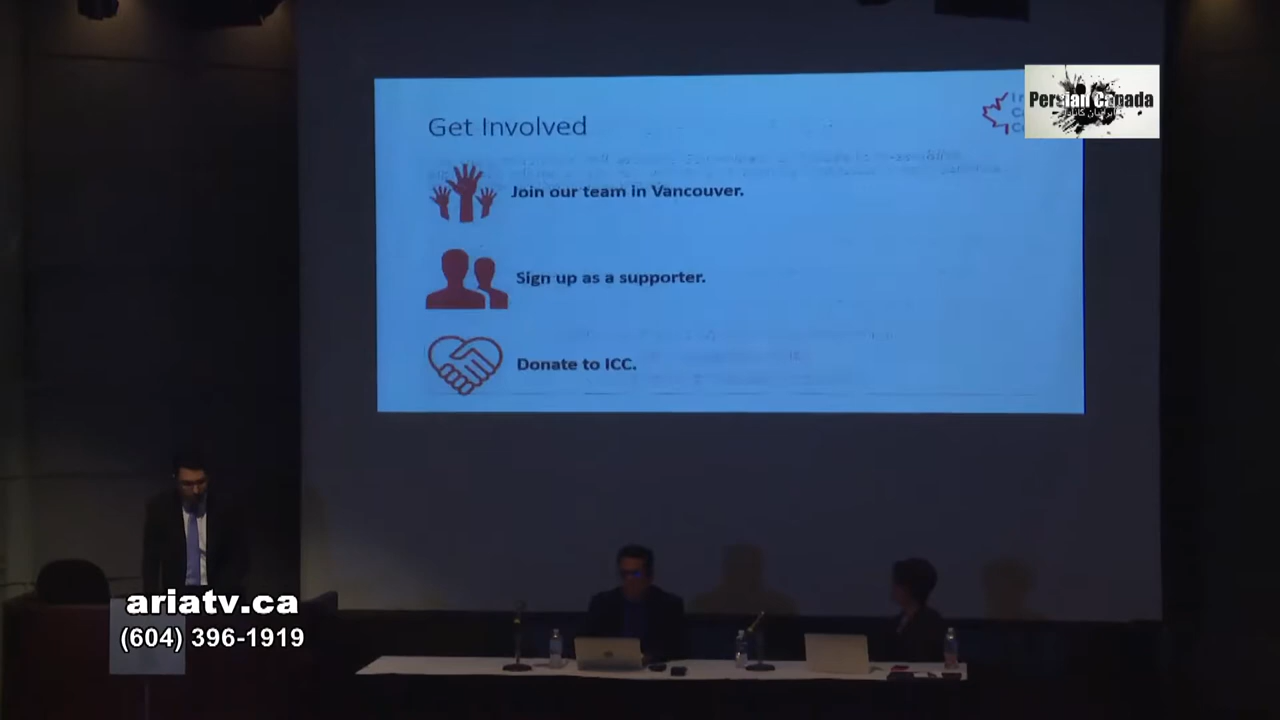 Get Involved
Persian Canada
Join our team in Vancouver.
Sign up as a supporter.
Donate to ICC.
ariatv.ca
(604) 396-1919